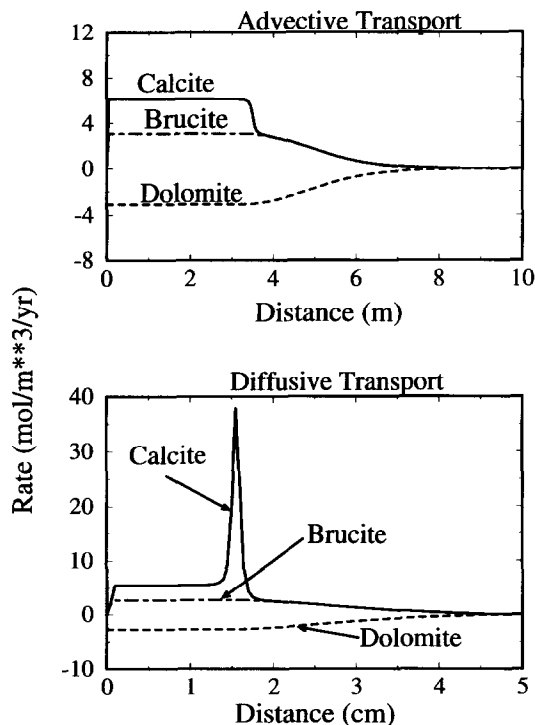 Advective Transport
12
8
4
0
-4
-8
Calcite
Brucite
Dolomite
0
2
4
6
8
10
Distance (m)
Rate (mol/m**3/yr)
Diffusive Transport
40
30
20
10
0
-10
Calcite
Brucite
Dolomite
0
1
2
3
4
5
Distance (cm)